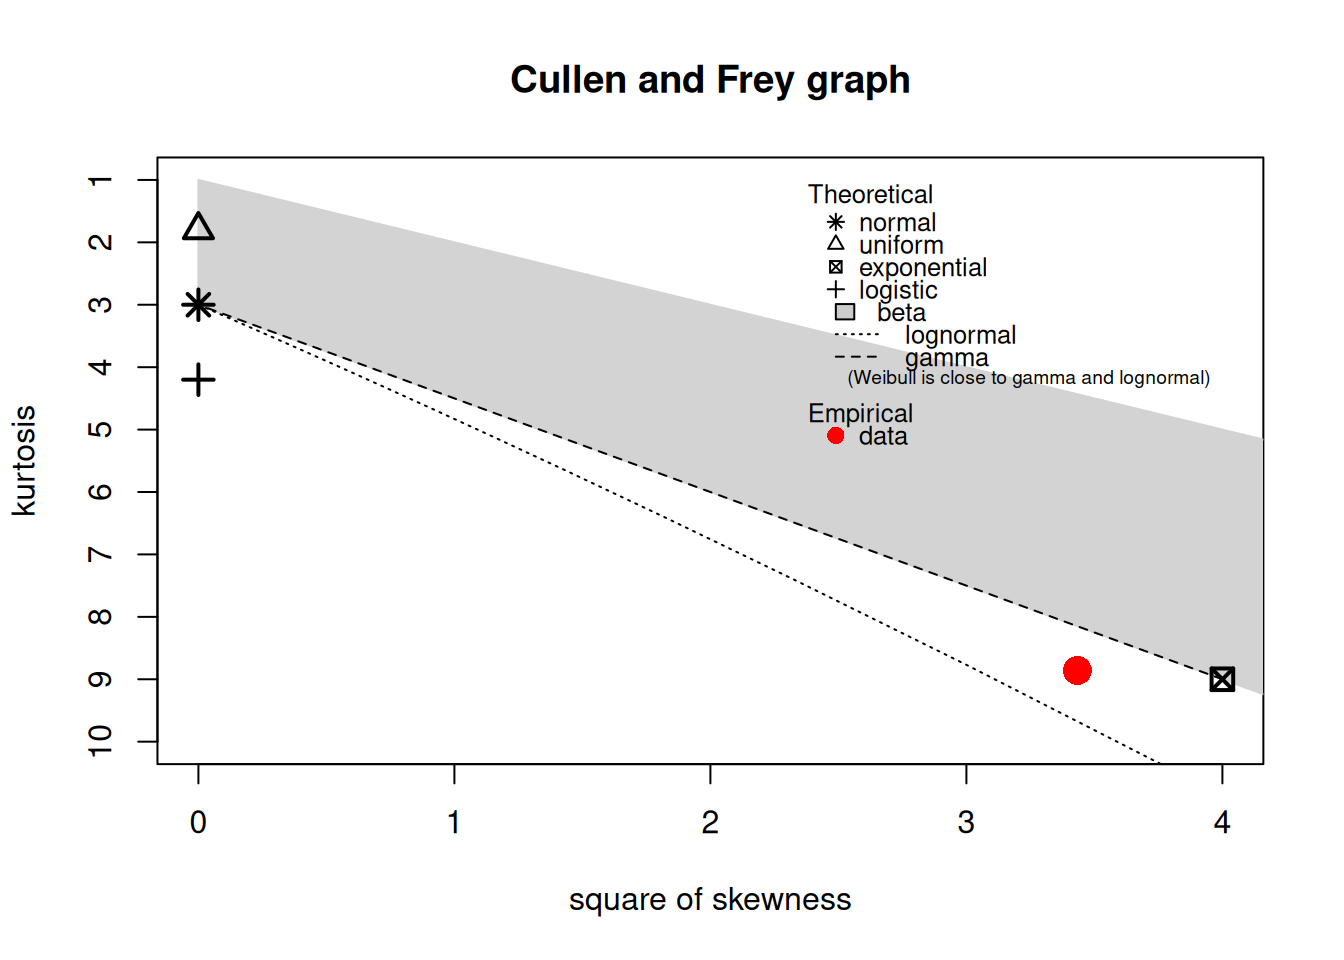 Cullen and Frey graph
Theoretical
normal
uniform
exponential
logistic
beta
lognormal
gamma
(Weibull is close to gamma and lognormal)
Empirical
data
kurtosis
1
2
3
4
5
6
7
8
9
10
0 1 2 3 4
square of skewness